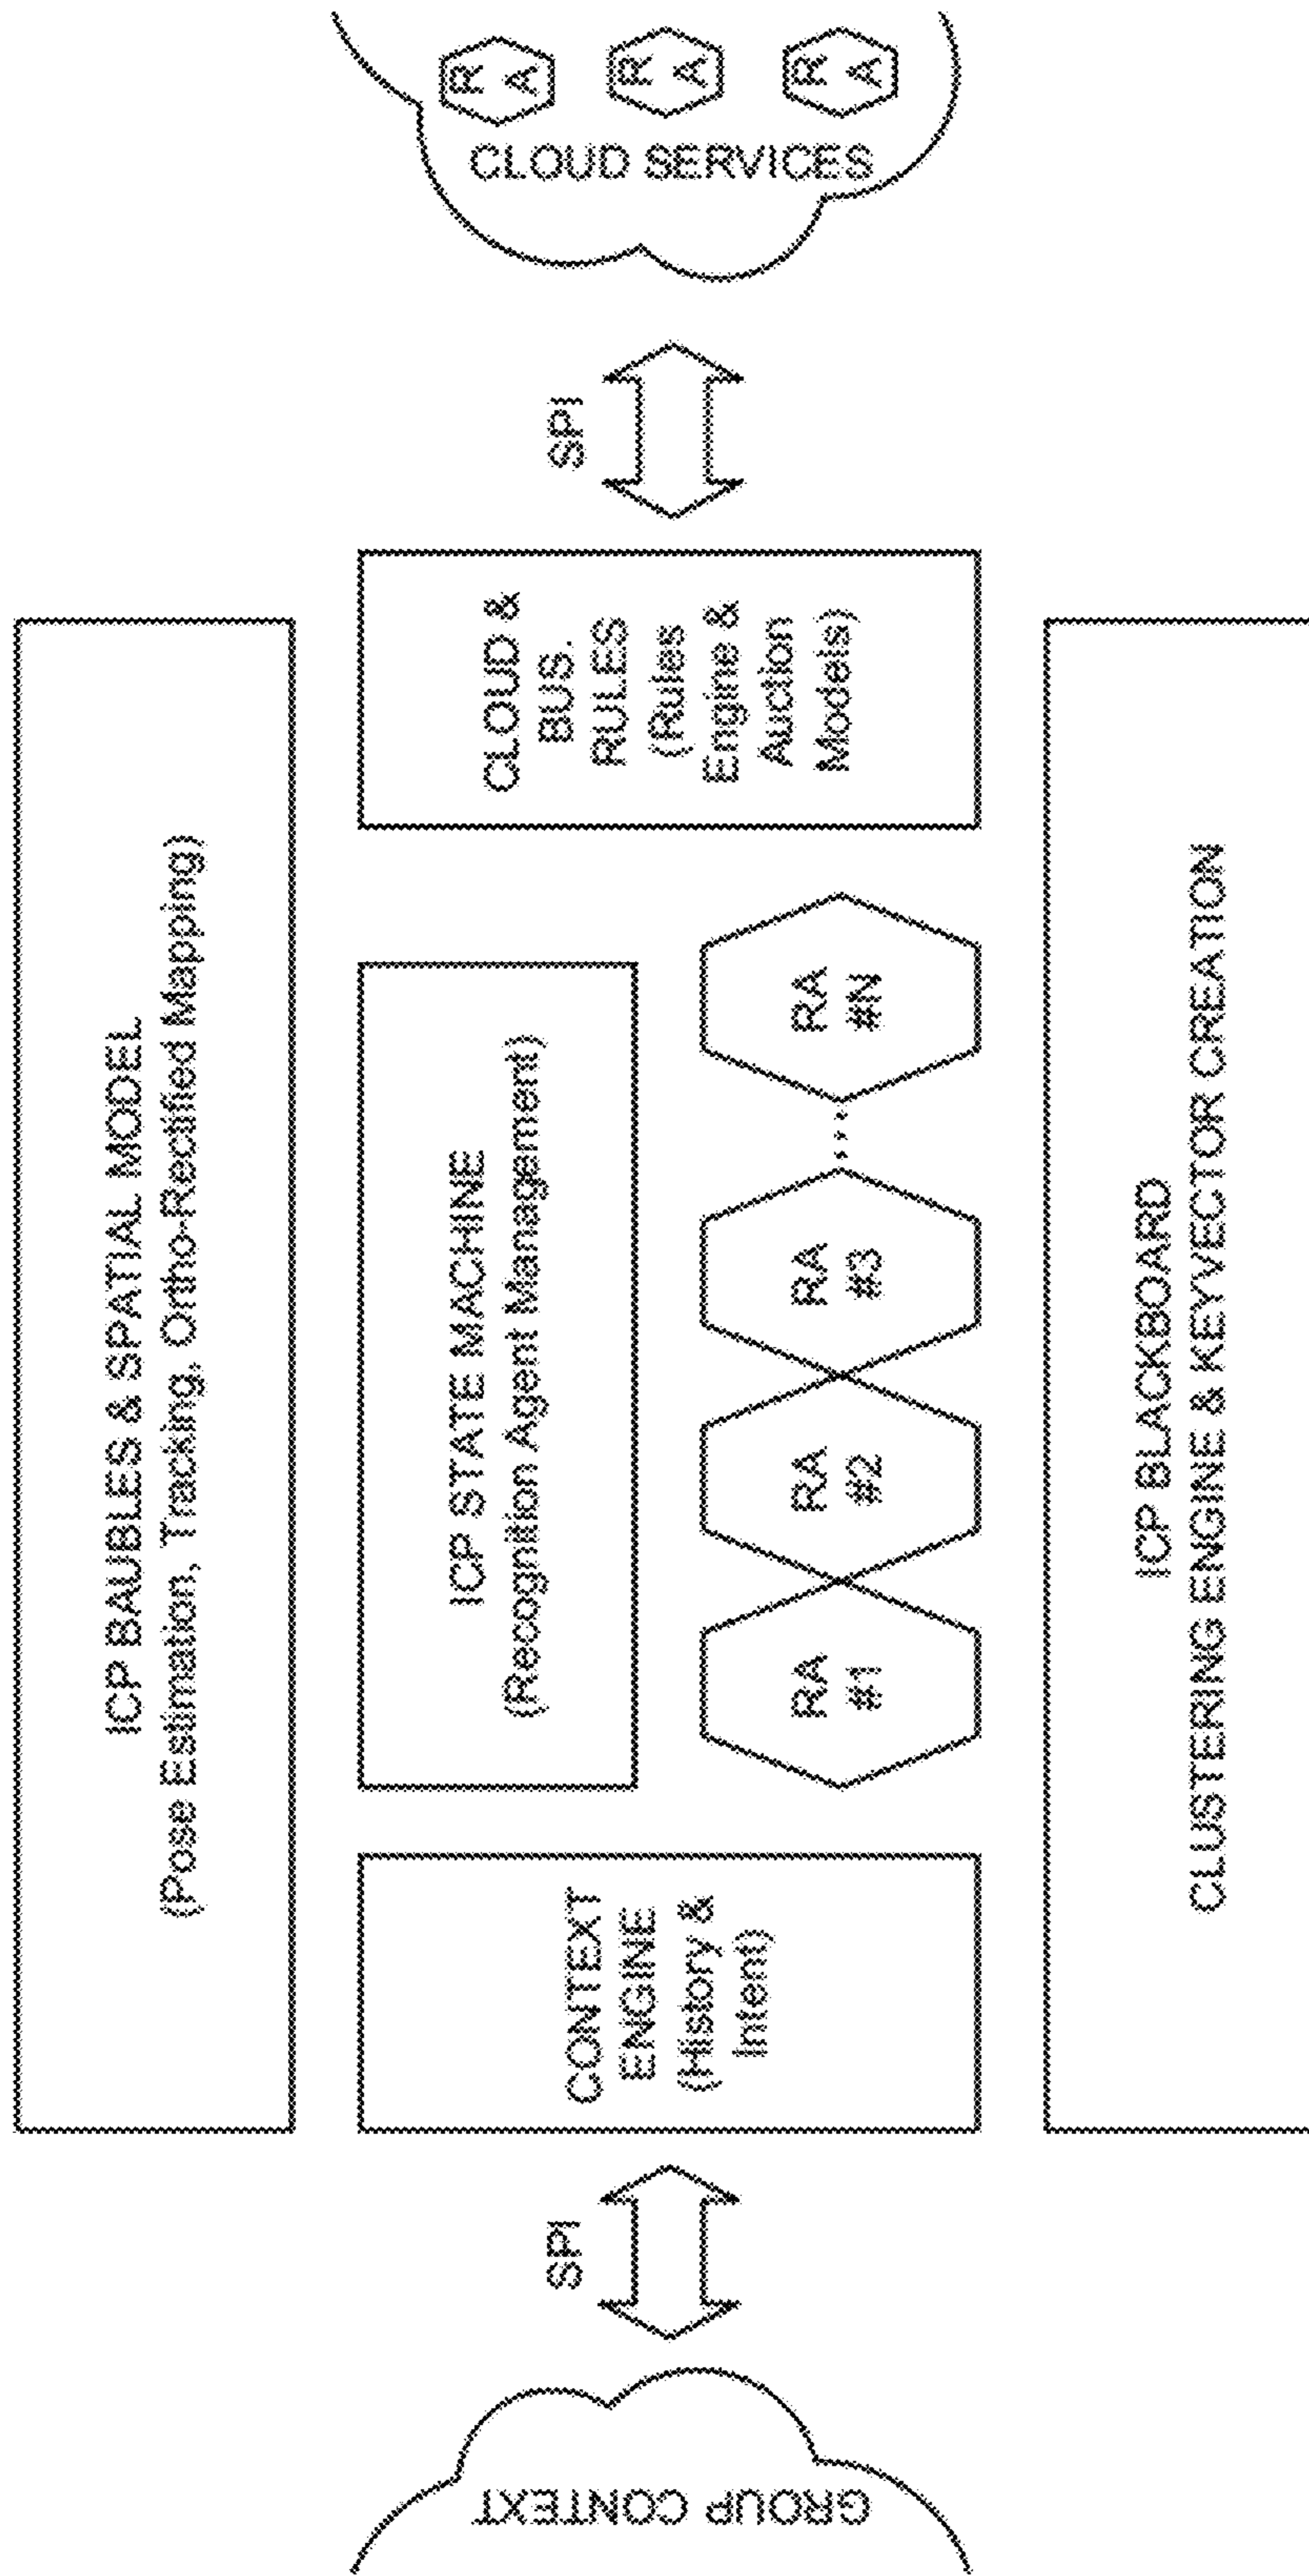 ICP BAUBLES & SPATIAL MODEL
(Pose Estimation, Tracking, Ortho-Rectified Mapping)
GROUP CONTEXT
SPI
CONTEXT
ENGINE
(History &
Intent)
ICP STATE MACHINE
(Recognition Agent Management)
RA
#1
RA
#2
RA
#3
....
RA
#N
CLOUD &
BUS.
RULES
(Rules
Engine &
Auction
Models)
SPI
CLOUD SERVICES
R
A
R
A
R
A
ICP BLACKBOARD
CLUSTERING ENGINE & KEYVECTOR CREATION